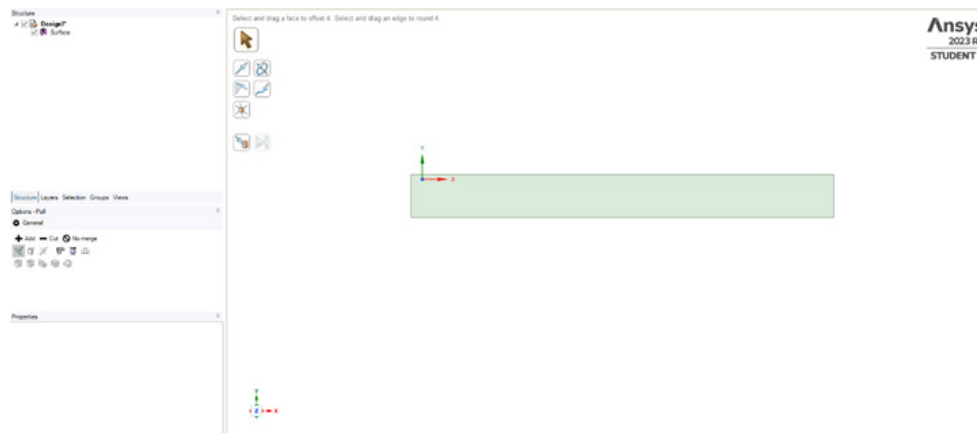 Structure
Design1*
Surface
Structure Layers Selection Groups Views
Options - Pull
General
Add Cut No merge
Properties
Select and drag a face to offset it. Select and drag an edge to round it.
Y
X
Y
Z X
Ansys
2023 R
STUDENT